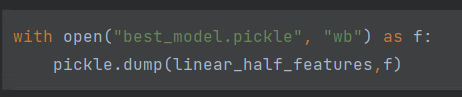 with open("best_model.pickle", "wb") as f:
    pickle.dump(linear_half_features,f)